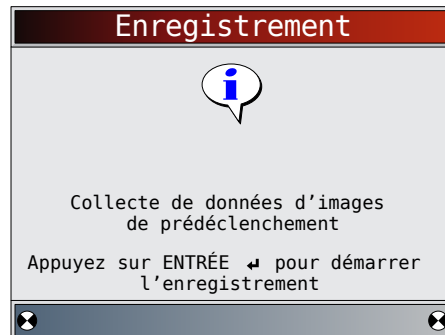 Enregistrement
Collecte de données d'images
de prédéclenchement
Appuyez sur ENTRÉE ↵ pour démarrer
l'enregistrement